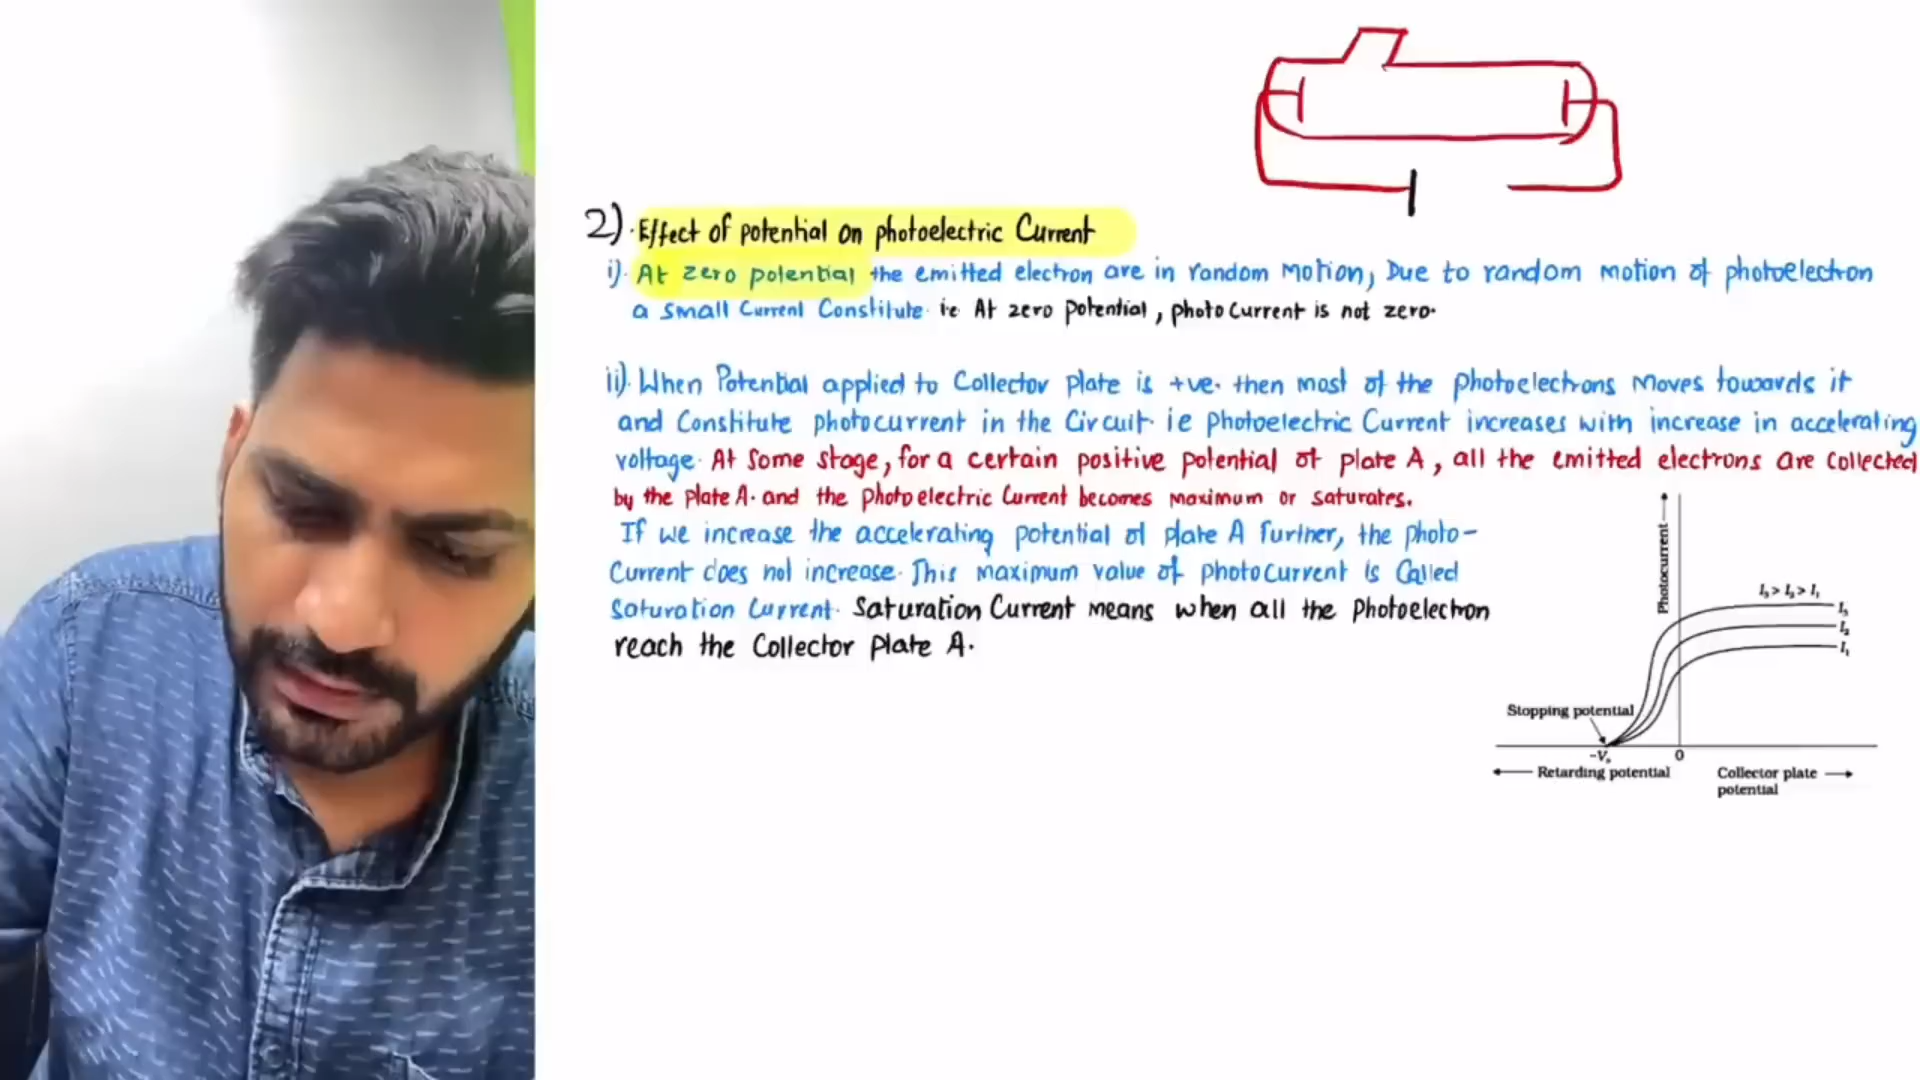 2). Effect of potential on photoelectric Current
i). At zero potential the emitted electron are in random motion, Due to random motion of photoelectron
a small Current Constitute. i.e At zero potential, photo current is not zero.
ii). When Potential applied to Collector plate is +ve. then most of the photoelectrons moves towards it
and Constitute photocurrent in the Circuit. ie photoelectric Current increases with increase in accelerating
voltage. At some stage, for a certain positive potential of plate A, all the emitted electrons are collected
by the plate A. and the photoelectric Current becomes maximum or saturates.
If we increase the accelerating potential of plate A further, the photo-
Current does not increase. This maximum value of photocurrent is Called
Saturation Current. Saturation Current means when all the Photoelectron
reach the Collector plate A.
Photocurrent
I₃ > I₂ > I₁
I₃
I₂
I₁
Stopping potential
-V₀
0
Retarding potential
Collector plate
potential